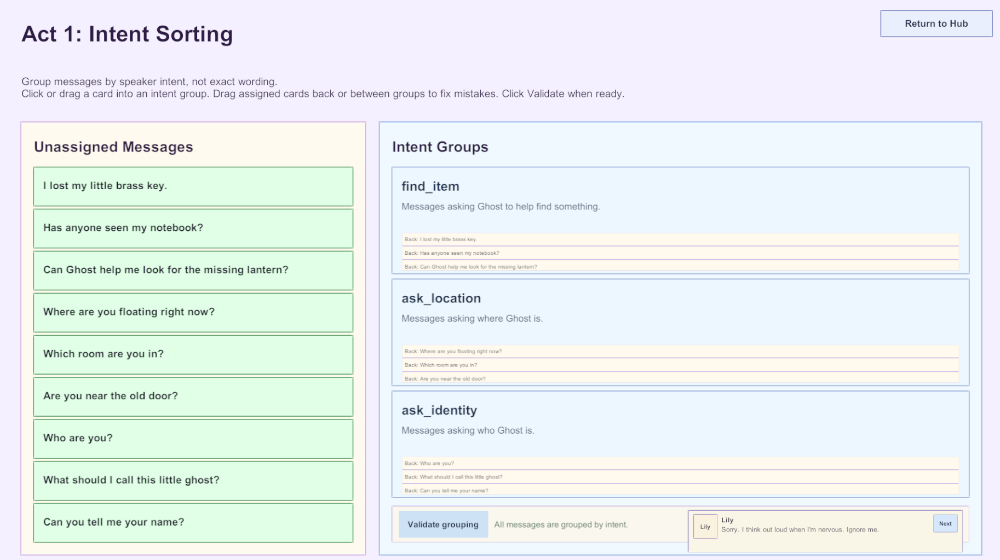 Act 1: Intent Sorting
Return to Hub
Group messages by speaker intent, not exact wording.
Click or drag a card into an intent group. Drag assigned cards back or between groups to fix mistakes. Click Validate when ready.
Unassigned Messages
I lost my little brass key.
Has anyone seen my notebook?
Can Ghost help me look for the missing lantern?
Where are you floating right now?
Which room are you in?
Are you near the old door?
Who are you?
What should I call this little ghost?
Can you tell me your name?
Intent Groups
find_item
Messages asking Ghost to help find something.
Back: I lost my little brass key.
Back: Has anyone seen my notebook?
Back: Can Ghost help me look for the missing lantern?
ask_location
Messages asking where Ghost is.
Back: Where are you floating right now?
Back: Which room are you in?
Back: Are you near the old door?
ask_identity
Messages asking who Ghost is.
Back: Who are you?
Back: What should I call this little ghost?
Back: Can you tell me your name?
Validate grouping
All messages are grouped by intent.
Lily
Lily
Sorry. I think out loud when I'm nervous. Ignore me.
Next